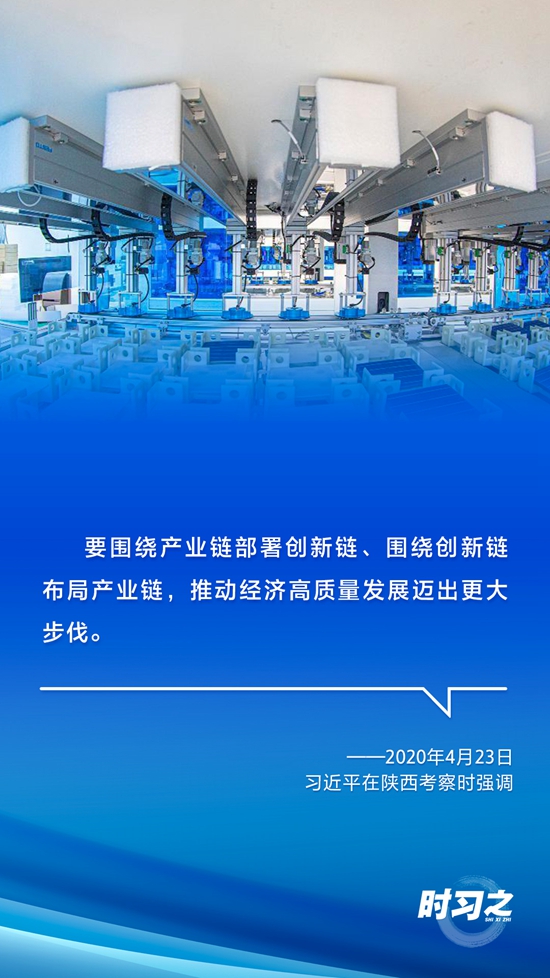 要围绕产业链部署创新链、围绕创新链
布局产业链，推动经济高质量发展迈出更大
步伐。
——2020年4月23日
习近平在陕西考察时强调
时习之
SHI XI ZHI